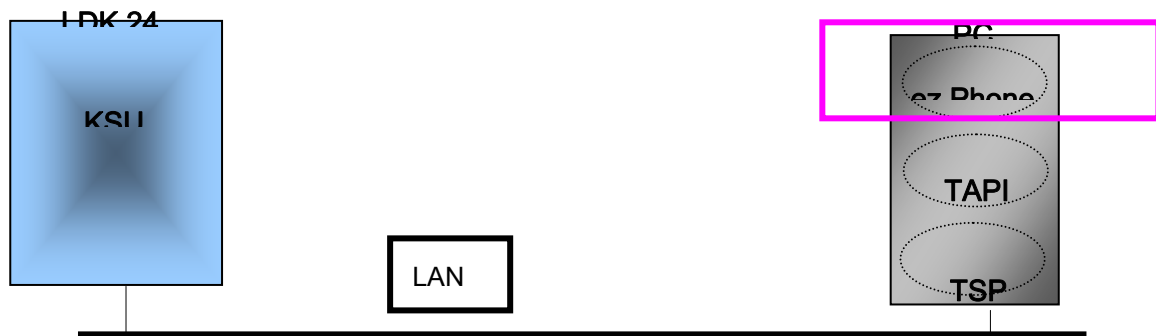 LDK 24
PC
ez Phone
KSU
TAPI
LAN
TSP